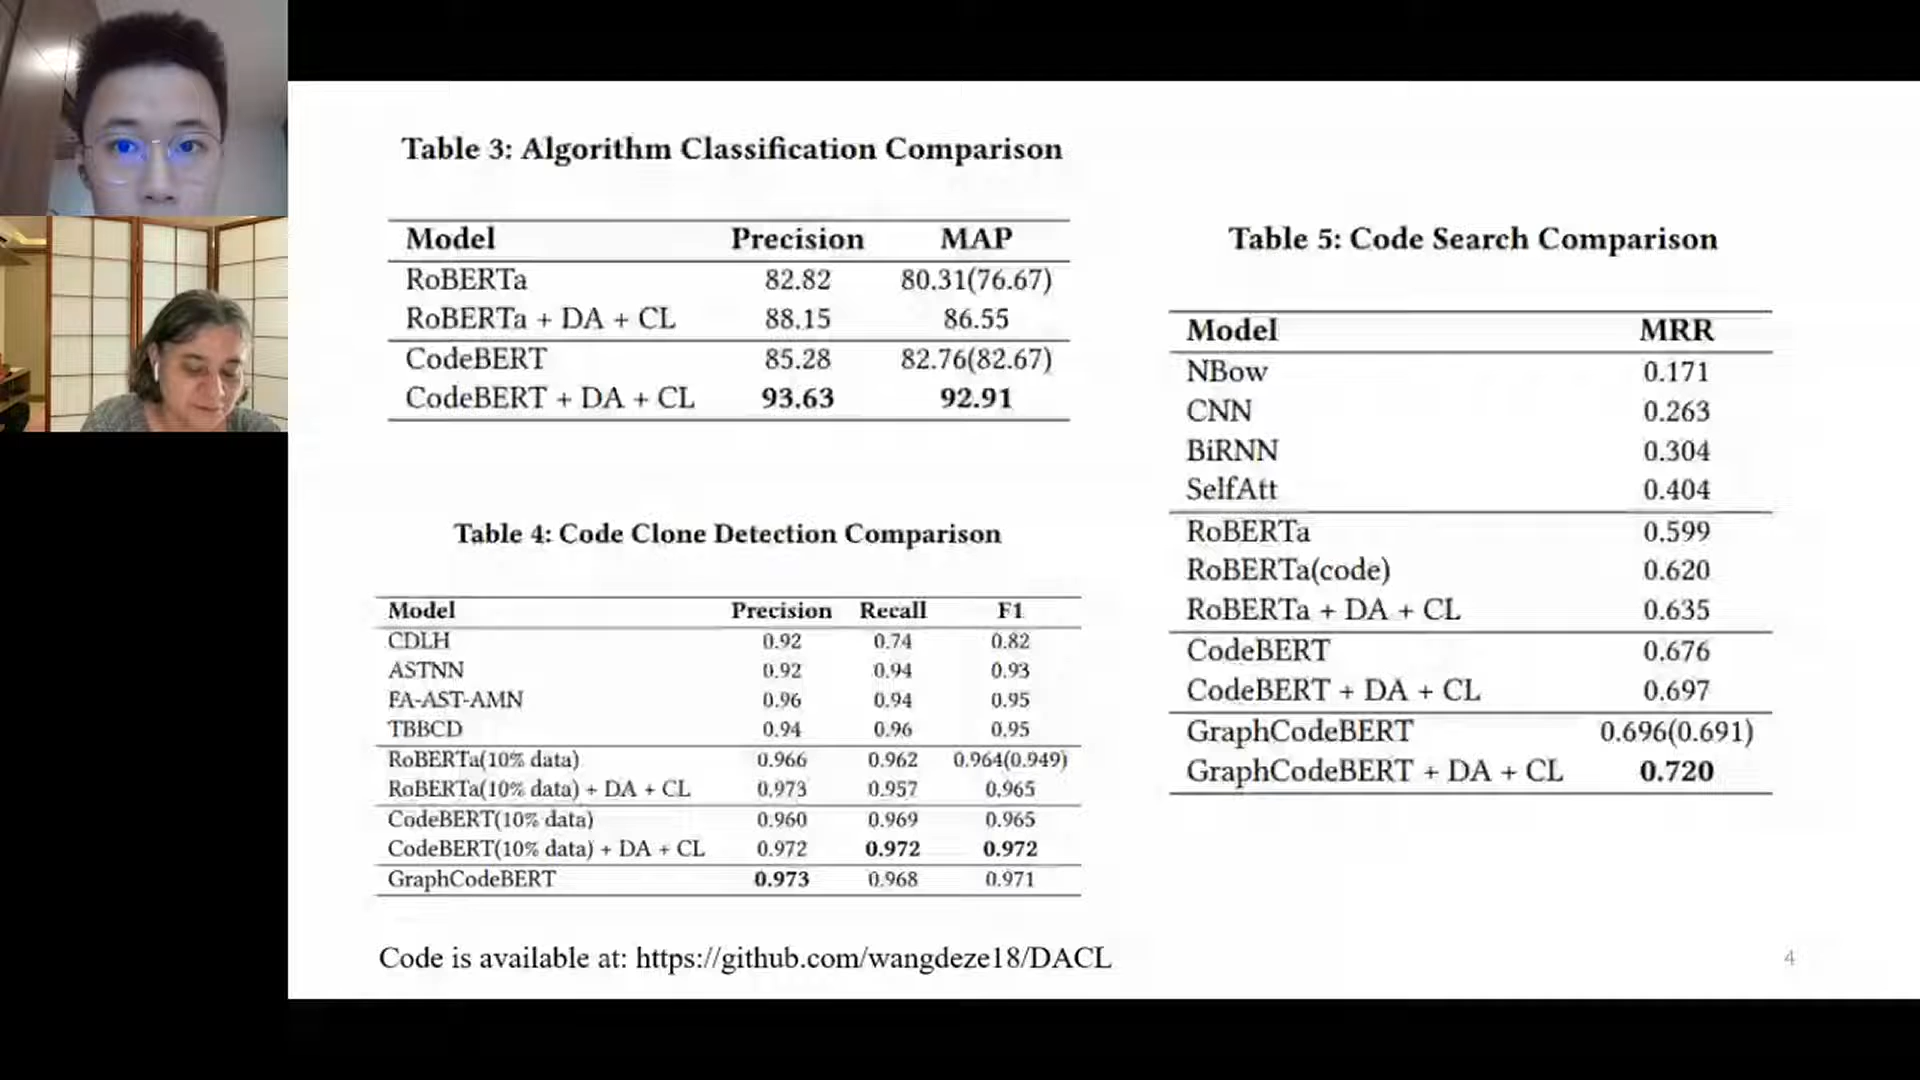 Table 3: Algorithm Classification Comparison
Model Precision MAP
RoBERTa 82.82 80.31(76.67)
RoBERTa + DA + CL 88.15 86.55
CodeBERT 85.28 82.76(82.67)
CodeBERT + DA + CL 93.63 92.91
Table 4: Code Clone Detection Comparison
Model Precision Recall F1
CDLH 0.92 0.74 0.82
ASTNN 0.92 0.94 0.93
FA-AST-AMN 0.96 0.94 0.95
TBBCD 0.94 0.96 0.95
RoBERTa(10% data) 0.966 0.962 0.964(0.949)
RoBERTa(10% data) + DA + CL 0.973 0.957 0.965
CodeBERT(10% data) 0.960 0.969 0.965
CodeBERT(10% data) + DA + CL 0.972 0.972 0.972
GraphCodeBERT 0.973 0.968 0.971
Table 5: Code Search Comparison
Model MRR
NBow 0.171
CNN 0.263
BiRNN 0.304
SelfAtt 0.404
RoBERTa 0.599
RoBERTa(code) 0.620
RoBERTa + DA + CL 0.635
CodeBERT 0.676
CodeBERT + DA + CL 0.697
GraphCodeBERT 0.696(0.691)
GraphCodeBERT + DA + CL 0.720
Code is available at: https://github.com/wangdeze18/DACL
4